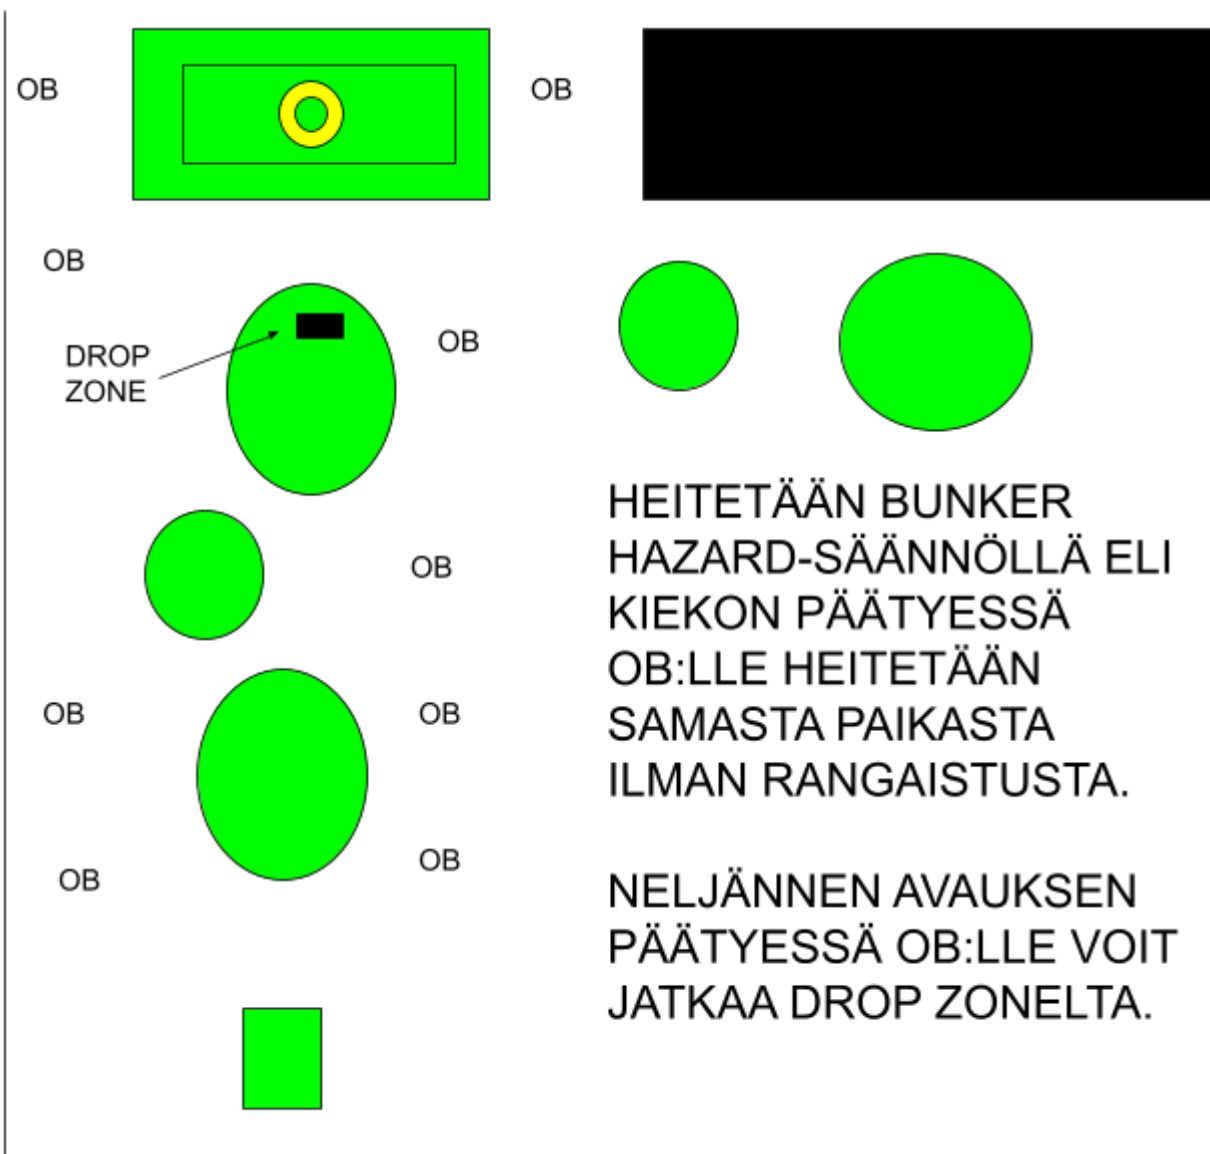 OB
OB
OB
OB
DROP
ZONE
OB
OB
OB
OB
OB
HEITETÄÄN BUNKER
HAZARD-SÄÄNNÖLLÄ ELI
KIEKON PÄÄTYESSÄ
OB:LLE HEITETÄÄN
SAMASTA PAIKASTA
ILMAN RANGAISTUSTA.
NELJÄNNEN AVAUKSEN
PÄÄTYESSÄ OB:LLE VOIT
JATKAA DROP ZONELTA.